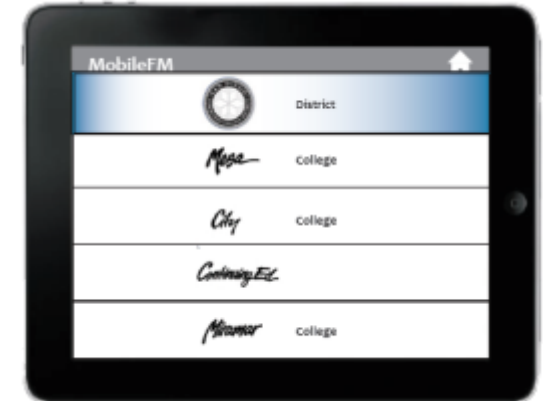 MobileFM
District
Mesa College
City College
Continuing Ed.
Miramar College